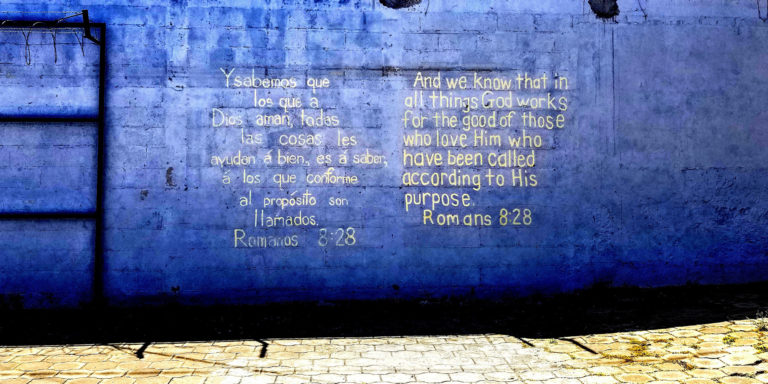 Y sabemos que
los que á
Dios aman, todas
las cosas les
ayudan á bien, es á saber,
á los que conforme
al propósito son
llamados.
Romanos 8:28
And we know that in
all things God works
for the good of those
who love Him who
have been called
according to His
purpose.
Romans 8:28